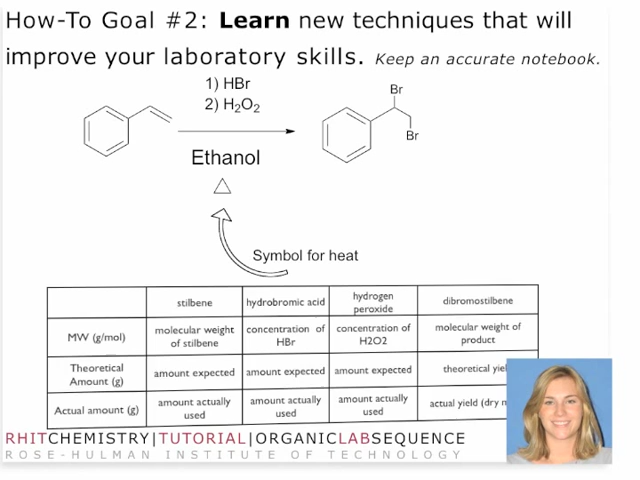 How-To Goal #2: Learn new techniques that will
improve your laboratory skills. Keep an accurate notebook.
1) HBr
2) H₂O₂
Ethanol
Br
Br
Symbol for heat
stilbene
hydrobromic acid
hydrogen
peroxide
dibromostilbene
MW (g/mol)
molecular weight
of stilbene
concentration of
HBr
concentration of
H2O2
molecular weight of
product
Theoretical
Amount (g)
amount expected
amount expected
amount expected
theoretical
Actual amount (g)
amount actually
used
amount actually
used
amount actually
used
actual yield (dry
RHITCHEMISTRY|TUTORIAL|ORGANICLABSEQUENCE
ROSE-HULMAN INSTITUTE OF TECHNOLOGY